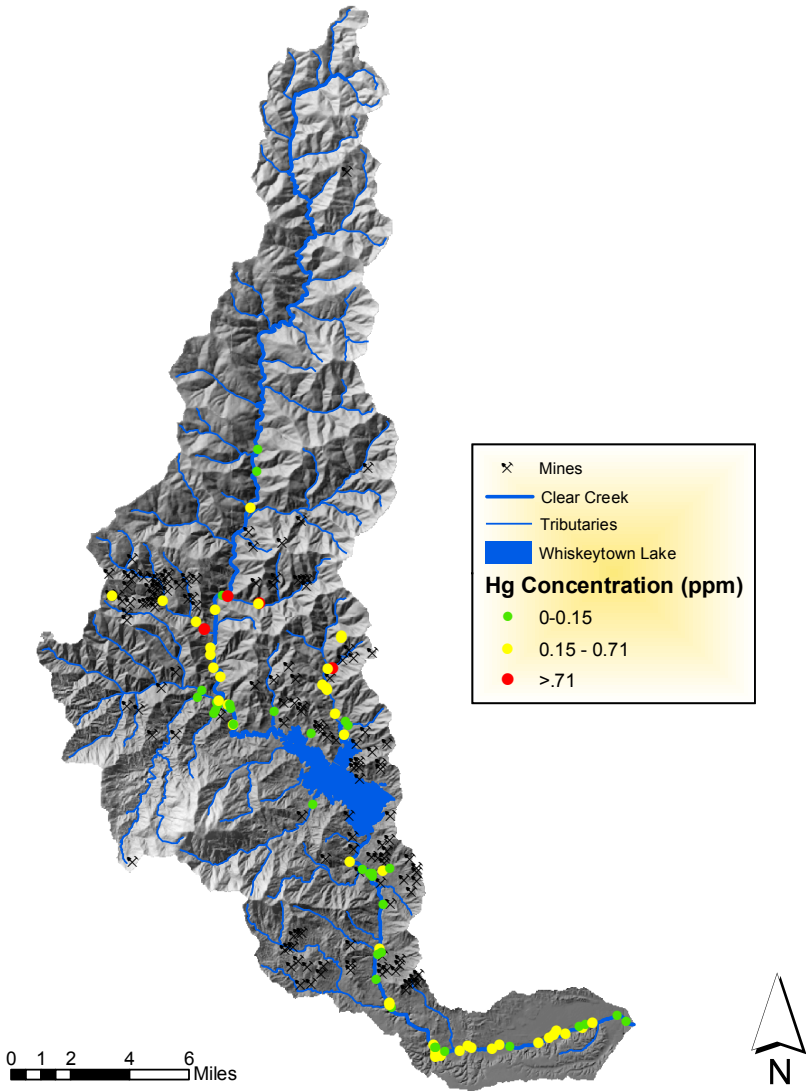 Mines
Clear Creek
Tributaries
Whiskeytown Lake
Hg Concentration (ppm)
0-0.15
0.15 - 0.71
>.71
0 1 2 4 6
Miles
N